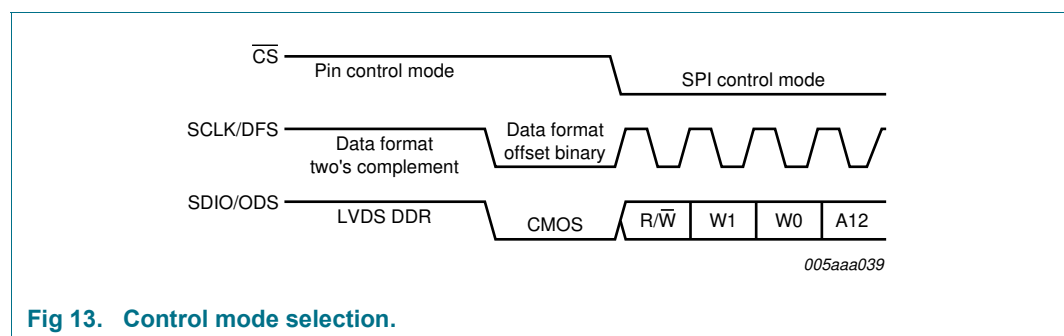 CS
Pin control mode
SPI control mode
SCLK/DFS
Data format
two's complement
Data format
offset binary
SDIO/ODS
LVDS DDR
CMOS
R/W̅
W1
W0
A12
005aaa039
Fig 13. Control mode selection.